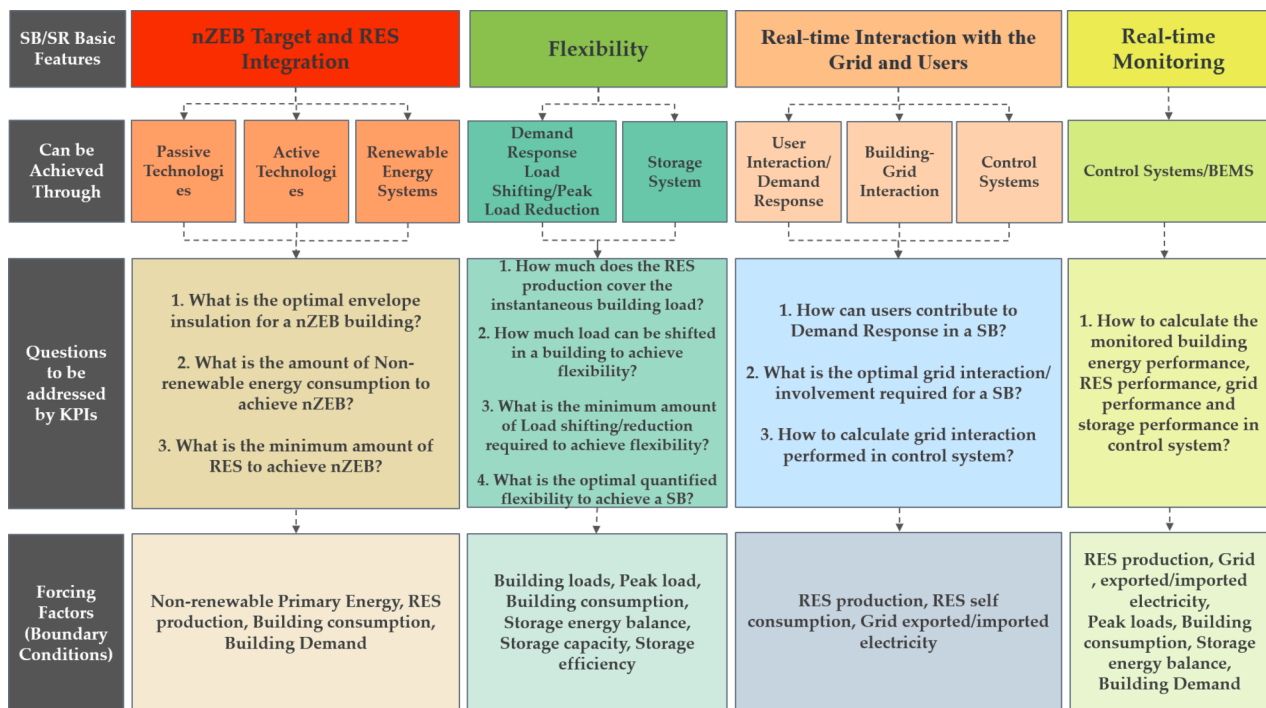 SB/SR Basic
Features
nZEB Target and RES
Integration
Flexibility
Real-time Interaction with the
Grid and Users
Real-time
Monitoring
Can be
Achieved
Through
Passive
Technologi
es
Active
Technologi
es
Renewable
Energy
Systems
Demand
Response
Load
Shifting/Peak
Load Reduction
Storage
System
User
Interaction/
Demand
Response
Building-
Grid
Interaction
Control
Systems
Control Systems/BEMS
Questions
to be
addressed
by KPIs
1. What is the optimal envelope
insulation for a nZEB building?
2. What is the amount of Non-
renewable energy consumption to
achieve nZEB?
3. What is the minimum amount of
RES to achieve nZEB?
1. How much does the RES
production cover the
instantaneous building load?
2. How much load can be shifted
in a building to achieve
flexibility?
3. What is the minimum amount
of Load shifting/reduction
required to achieve flexibility?
4. What is the optimal quantified
flexibility to achieve a SB?
1. How can users contribute to
Demand Response in a SB?
2. What is the optimal grid interaction/
involvement required for a SB?
3. How to calculate grid interaction
performed in control system?
1. How to calculate the
monitored building
energy performance,
RES performance, grid
performance and
storage performance in
control system?
Forcing
Factors
(Boundary
Conditions)
Non-renewable Primary Energy, RES
production, Building consumption,
Building Demand
Building loads, Peak load,
Building consumption,
Storage energy balance,
Storage capacity, Storage
efficiency
RES production, RES self
consumption, Grid exported/imported
electricity
RES production, Grid
, exported/imported
electricity,
Peak loads, Building
consumption, Storage
energy balance,
Building Demand